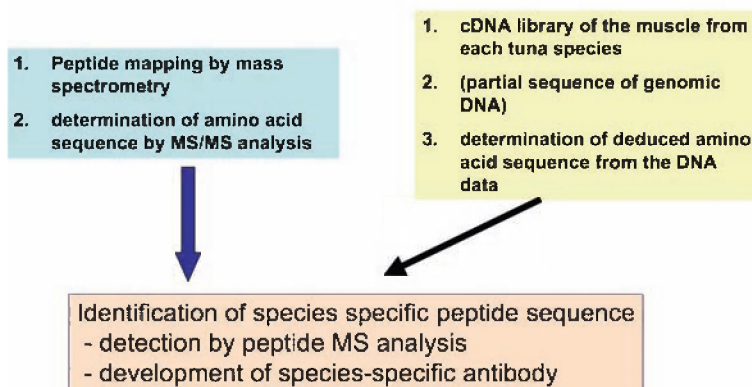 1. Peptide mapping by mass
spectrometry
2. determination of amino acid
sequence by MS/MS analysis
1. cDNA library of the muscle from
each tuna species
2. (partial sequence of genomic
DNA)
3. determination of deduced amino
acid sequence from the DNA
data
Identification of species specific peptide sequence
- detection by peptide MS analysis
- development of species-specific antibody